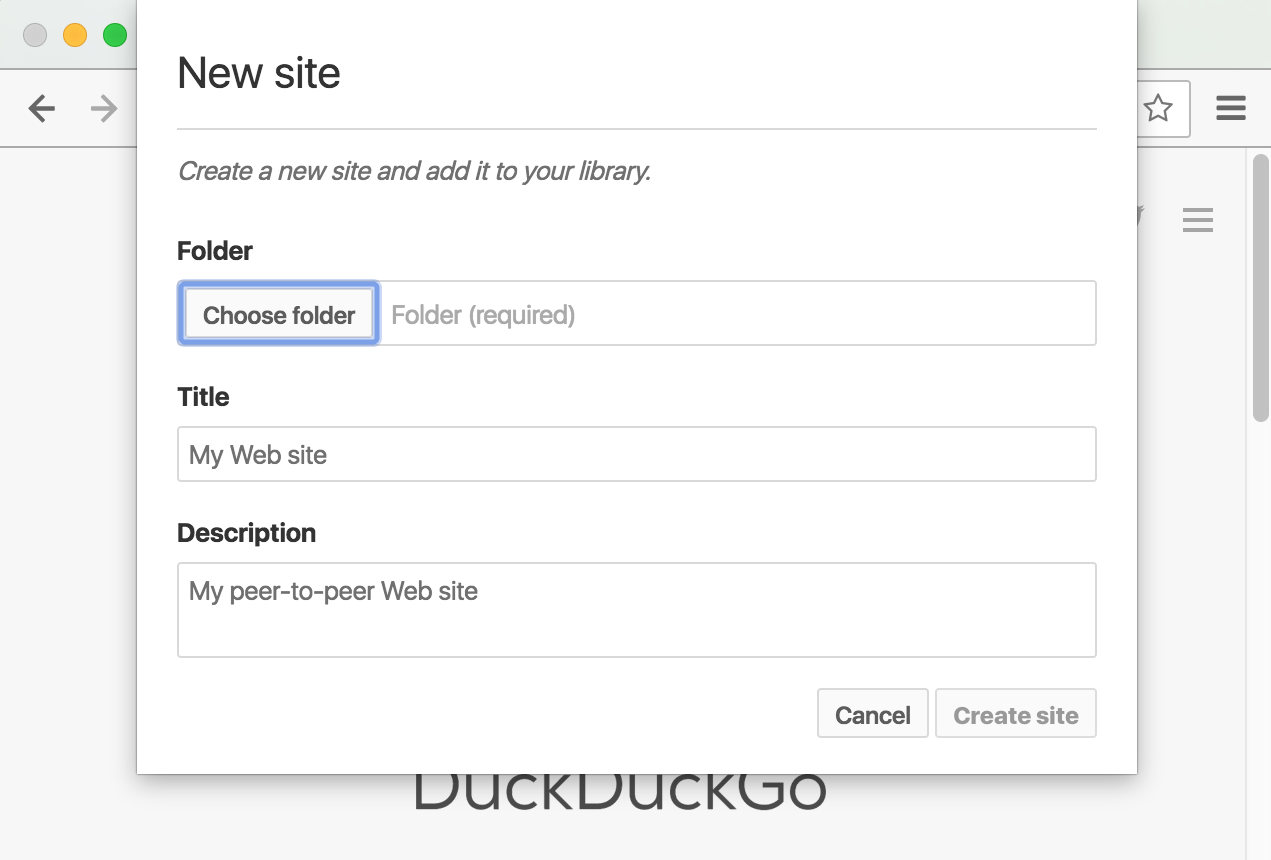 New site
Create a new site and add it to your library.
Folder
Choose folder Folder (required)
Title
My Web site
Description
My peer-to-peer Web site
Cancel Create site
DuckDuckGo